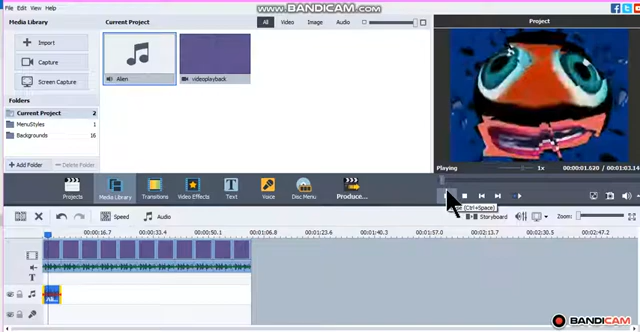 WWW.BANDICAM.COM
File Edit View Help
Media Library
Current Project
All Video Image Audio
Project
Import
Capture
Screen Capture
Alien
videoplayback
Folders
Current Project 2
MenuStyles 1
Backgrounds 16
Add Folder Delete Folder
Playing 1x 00:00:01.620 / 00:01:03.14
Projects Media Library Transitions Video Effects Text Voice Disc Menu Produce...
(Ctrl+Space)
Speed Audio Storyboard Zoom:
00:00:16.7 00:00:33.4 00:00:50.1 00:01:06.9 00:01:23.6 00:01:40.3 00:01:57.0 00:02:13.7 00:02:30.5 00:02:47.2
T
Ali...
BANDICAM